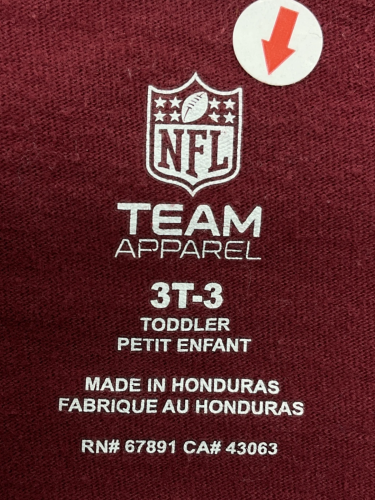 NFL
TEAM
APPAREL
3T-3
TODDLER
PETIT ENFANT
MADE IN HONDURAS
FABRIQUE AU HONDURAS
RN# 67891 CA# 43063